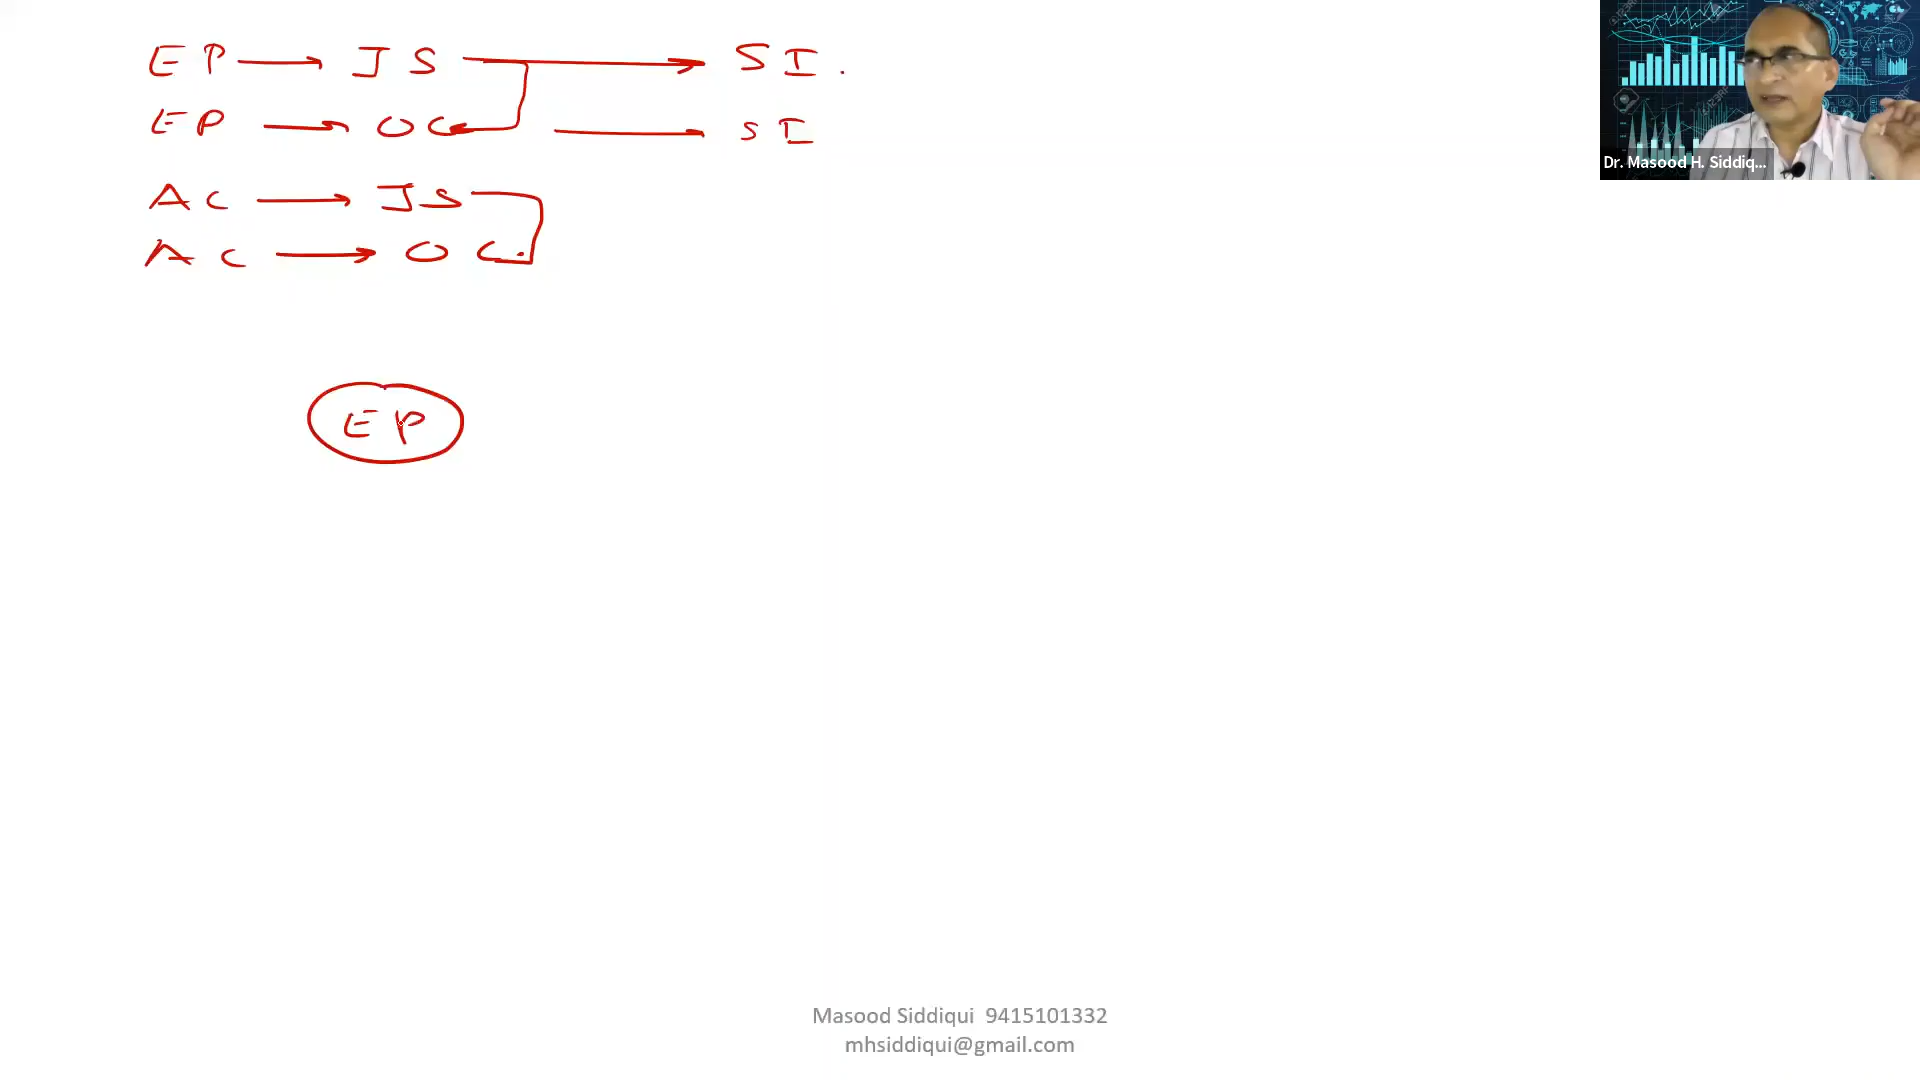 EP → JS → SI.
EP → OC → SI
AC → JS
AC → OC.
EP
Dr. Masood H. Siddiq...
Masood Siddiqui 9415101332
mhsiddiqui@gmail.com